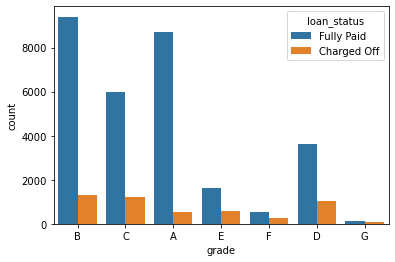 loan_status
Fully Paid
Charged Off
8000
6000
4000
2000
0
count
B C A E F D G
grade